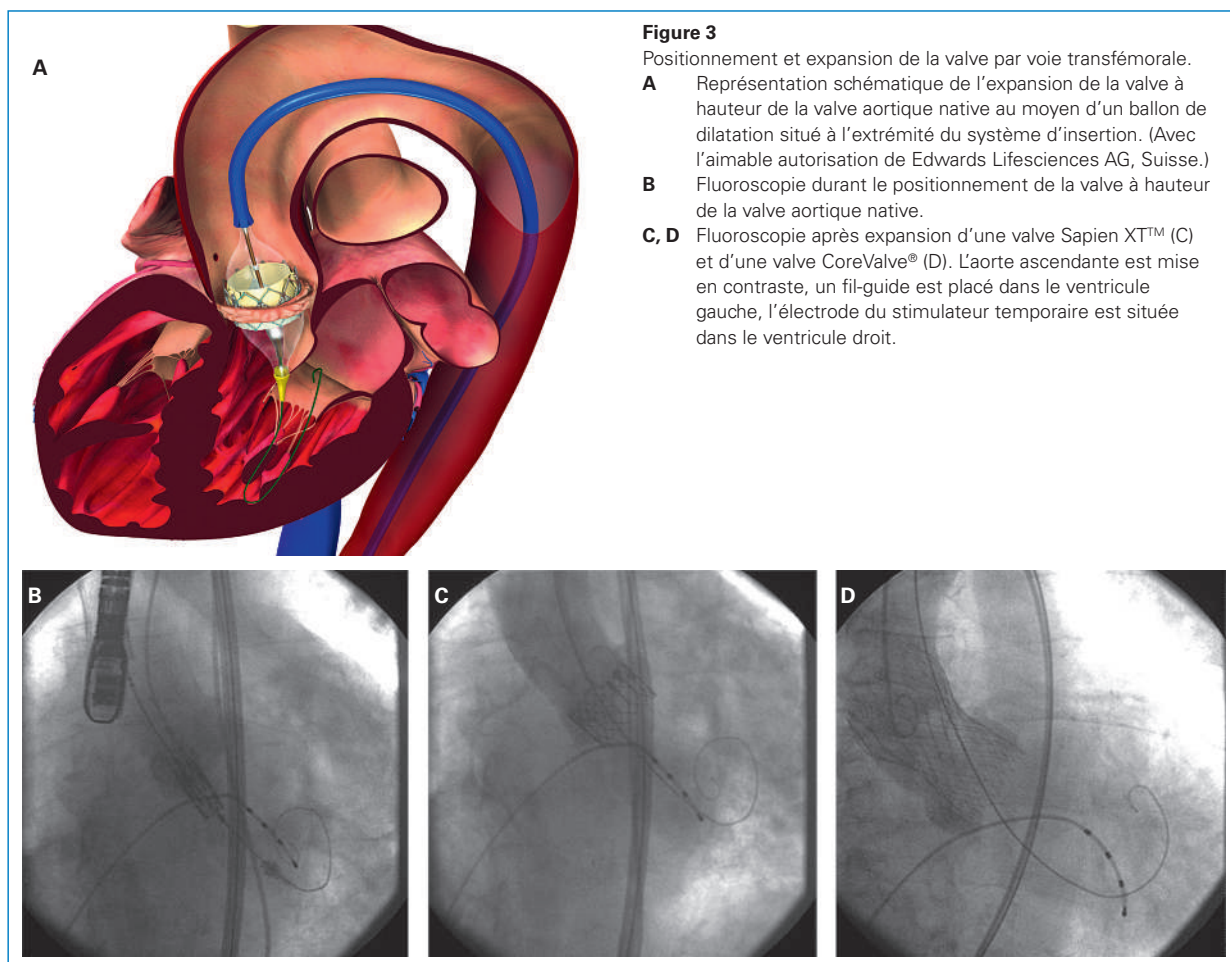 A
Figure 3
Positionnement et expansion de la valve par voie transfémorale.
A Représentation schématique de l'expansion de la valve à
hauteur de la valve aortique native au moyen d'un ballon de
dilatation situé à l'extrémité du système d'insertion. (Avec
l'aimable autorisation de Edwards Lifesciences AG, Suisse.)
B Fluoroscopie durant le positionnement de la valve à hauteur
de la valve aortique native.
C, D Fluoroscopie après expansion d'une valve Sapien XT™ (C)
et d'une valve CoreValve® (D). L'aorte ascendante est mise
en contraste, un fil-guide est placé dans le ventricule
gauche, l'électrode du stimulateur temporaire est située
dans le ventricule droit.
B
C
D